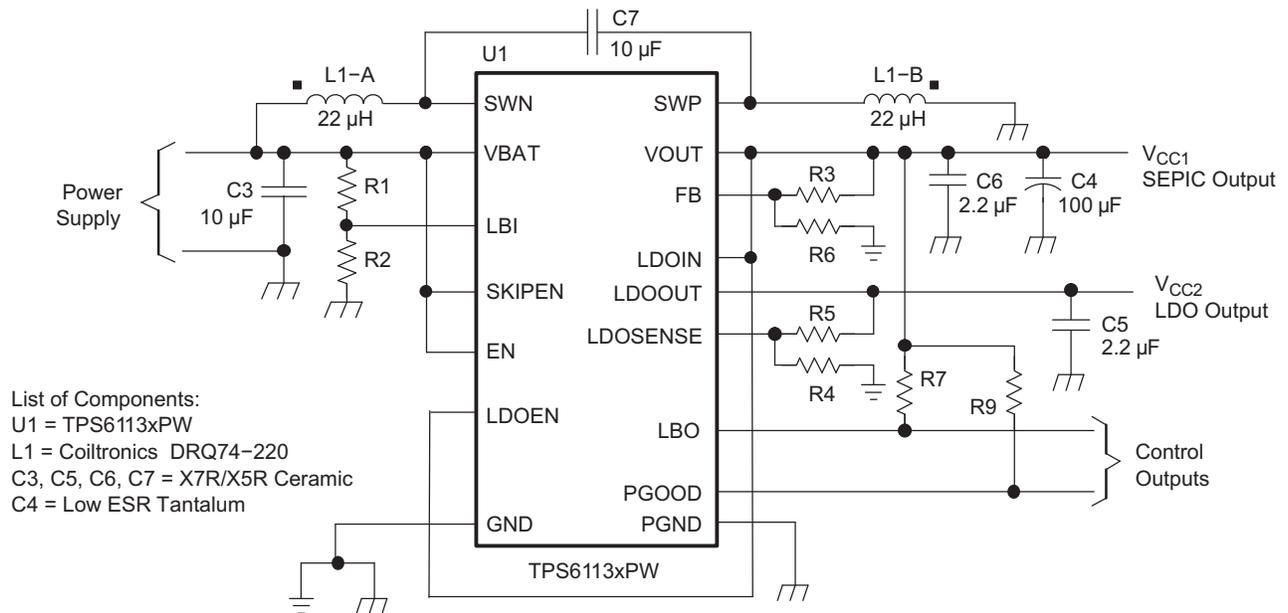 C7
10 µF
U1
L1−A
22 µH
L1−B
22 µH
SWN
SWP
VBAT
VOUT
VCC1
SEPIC Output
Power
Supply
C3
10 µF
R1
LBI
R2
FB
R3
R6
C6
2.2 µF
C4
100 µF
LDOIN
SKIPEN
LDOOUT
VCC2
LDO Output
LDOSENSE
R5
R4
C5
2.2 µF
EN
R7
R9
LDOEN
LBO
Control
Outputs
PGOOD
GND
PGND
TPS6113xPW
List of Components:
U1 = TPS6113xPW
L1 = Coiltronics DRQ74−220
C3, C5, C6, C7 = X7R/X5R Ceramic
C4 = Low ESR Tantalum